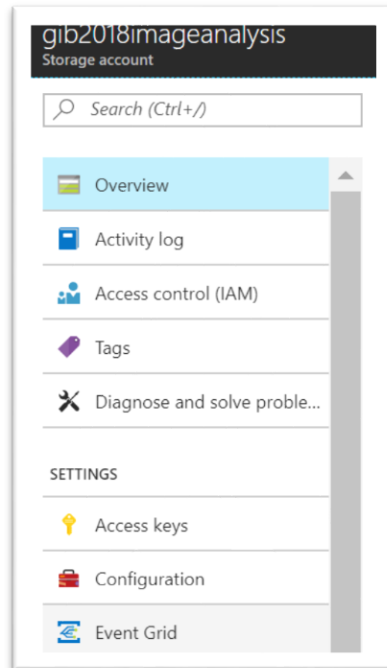 gib2018imageanalysis
Storage account
Search (Ctrl+/)
Overview
Activity log
Access control (IAM)
Tags
Diagnose and solve proble...
SETTINGS
Access keys
Configuration
Event Grid